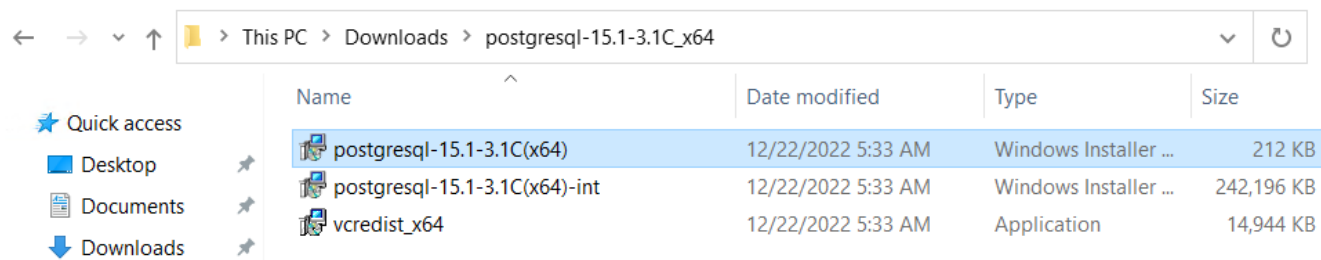 This PC > Downloads > postgresql-15.1-3.1C_x64
Name Date modified Type Size
Quick access
Desktop
Documents
Downloads
postgresql-15.1-3.1C(x64) 12/22/2022 5:33 AM Windows Installer ... 212 KB
postgresql-15.1-3.1C(x64)-int 12/22/2022 5:33 AM Windows Installer ... 242,196 KB
vcredist_x64 12/22/2022 5:33 AM Application 14,944 KB